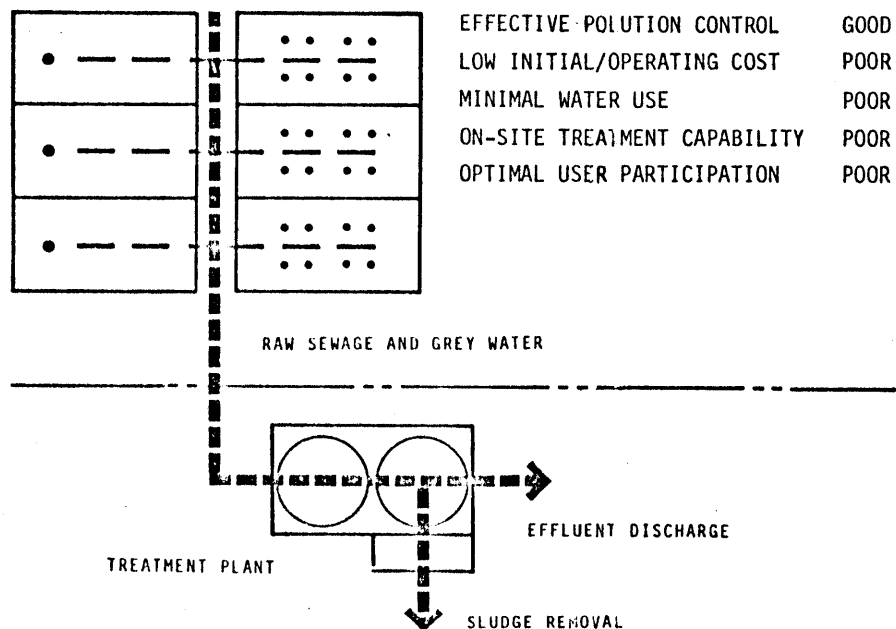 EFFECTIVE POLUTION CONTROL GOOD
LOW INITIAL/OPERATING COST POOR
MINIMAL WATER USE POOR
ON-SITE TREATMENT CAPABILITY POOR
OPTIMAL USER PARTICIPATION POOR
RAW SEWAGE AND GREY WATER
EFFLUENT DISCHARGE
TREATMENT PLANT
SLUDGE REMOVAL